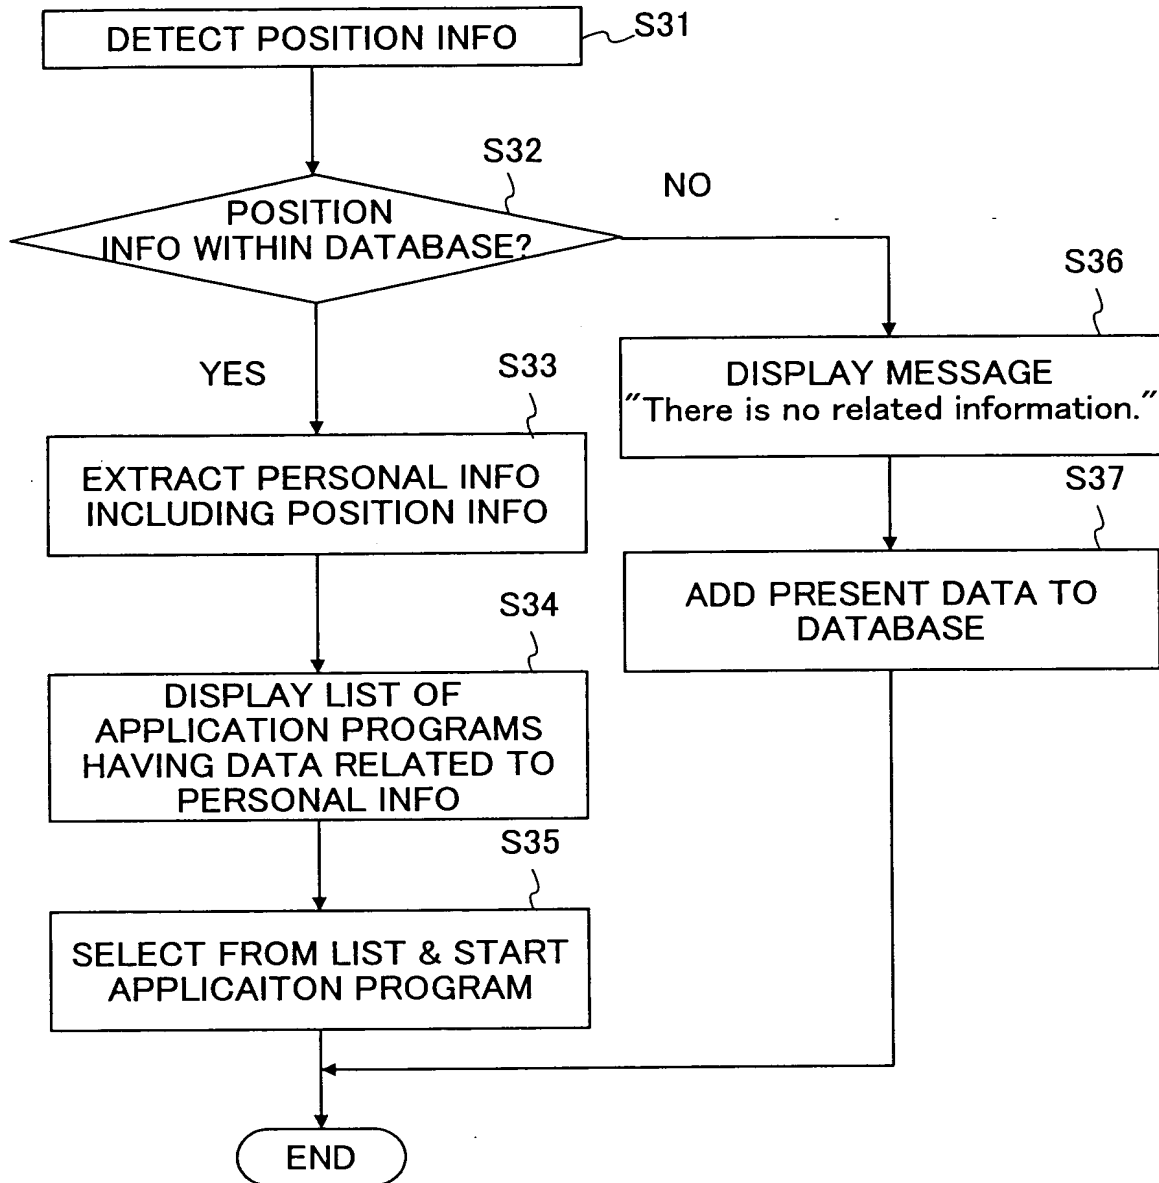 DETECT POSITION INFO
S31
S32
POSITION
INFO WITHIN DATABASE?
NO
YES
S33
EXTRACT PERSONAL INFO
INCLUDING POSITION INFO
S34
DISPLAY LIST OF
APPLICATION PROGRAMS
HAVING DATA RELATED TO
PERSONAL INFO
S35
SELECT FROM LIST & START
APPLICAITON PROGRAM
S36
DISPLAY MESSAGE
"There is no related information."
S37
ADD PRESENT DATA TO
DATABASE
END